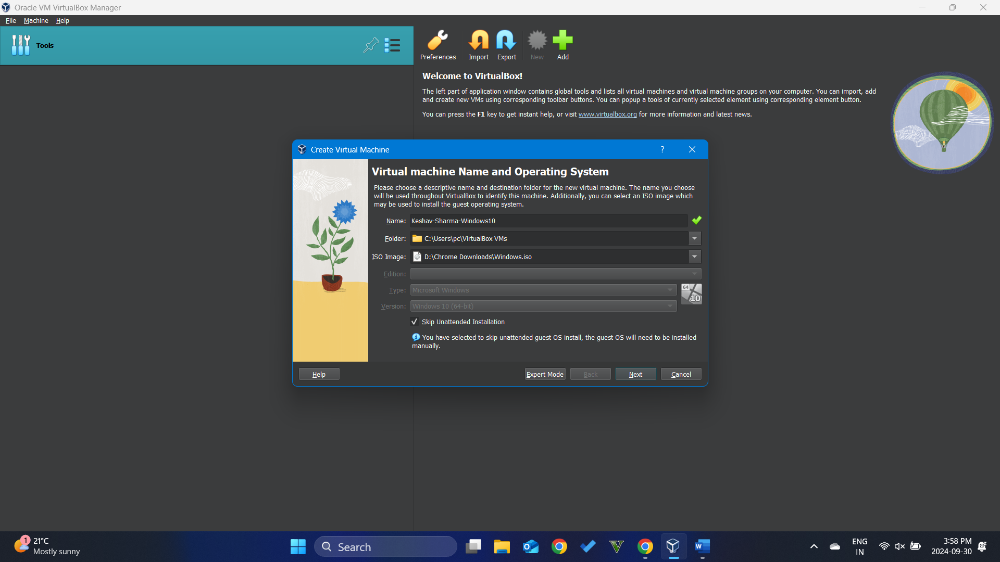 Oracle VM VirtualBox Manager
File Machine Help
Tools
Preferences Import Export New Add
Welcome to VirtualBox!
The left part of application window contains global tools and lists all virtual machines and virtual machine groups on your computer. You can import, add
and create new VMs using corresponding toolbar buttons. You can popup a tools of currently selected element using corresponding element button.
You can press the F1 key to get instant help, or visit www.virtualbox.org for more information and latest news.
Create Virtual Machine ?
Virtual machine Name and Operating System
Please choose a descriptive name and destination folder for the new virtual machine. The name you choose
will be used throughout VirtualBox to identify this machine. Additionally, you can select an ISO image which
may be used to install the guest operating system.
Name: Keshav-Sharma-Windows10
Folder: C:\Users\pc\VirtualBox VMs
ISO Image: D:\Chrome Downloads\Windows.iso
Edition:
Type: Microsoft Windows
64
10
Version: Windows 10 (64-bit)
Skip Unattended Installation
You have selected to skip unattended guest OS install, the guest OS will need to be installed
manually.
Help Expert Mode Back Next Cancel
1 21°C
Mostly sunny
Search
ENG
IN
3:58 PM
2024-09-30